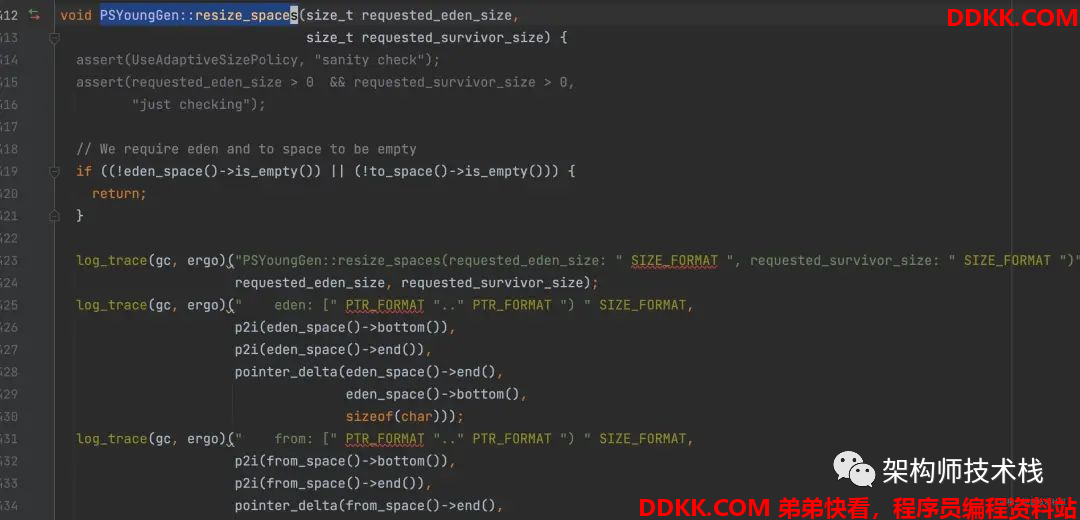 DDKK.COM
412 void PSYoungGen::resize_spaces(size_t requested_eden_size,
413 size_t requested_survivor_size) {
414 assert(UseAdaptiveSizePolicy, "sanity check");
415 assert(requested_eden_size > 0 && requested_survivor_size > 0,
416 "just checking");
417
418 // We require eden and to space to be empty
419 if ((!eden_space()->is_empty()) || (!to_space()->is_empty())) {
420 return;
421 }
422
423 log_trace(gc, ergo)("PSYoungGen::resize_spaces(requested_eden_size: " SIZE_FORMAT ", requested_survivor_size: " SIZE_FORMAT ")"
424 requested_eden_size, requested_survivor_size);
425 log_trace(gc, ergo)(" eden: [" PTR_FORMAT ".." PTR_FORMAT ") " SIZE_FORMAT,
426 p2i(eden_space()->bottom()),
427 p2i(eden_space()->end()),
428 pointer_delta(eden_space()->end(),
429 eden_space()->bottom(),
430 sizeof(char)));
431 log_trace(gc, ergo)(" from: [" PTR_FORMAT ".." PTR_FORMAT ") " SIZE_FORMAT,
432 p2i(from_space()->bottom()),
433 p2i(from_space()->end()),
434 pointer_delta(from_space()->end(),
架构师技术栈
DDKK.COM 弟弟快看，程序员编程资料站